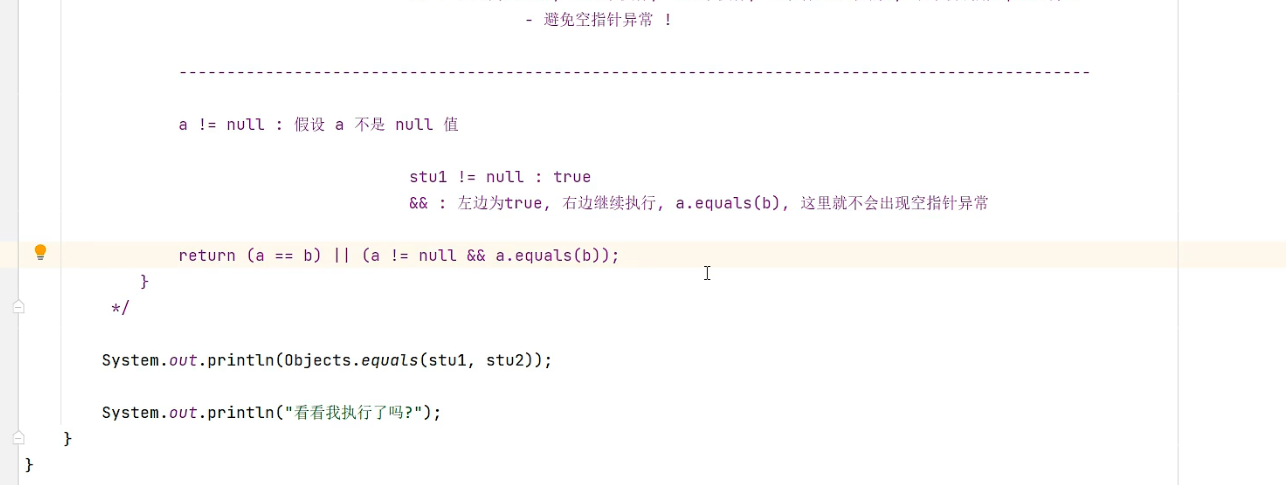 - 避免空指针异常 !
-----------------------------------------------------------------------------------------------
a != null : 假设 a 不是 null 值
stu1 != null : true
&& : 左边为true, 右边继续执行, a.equals(b), 这里就不会出现空指针异常
return (a == b) || (a != null && a.equals(b));
}
*/
System.out.println(Objects.equals(stu1, stu2));
System.out.println("看看我执行了吗?");
}
}